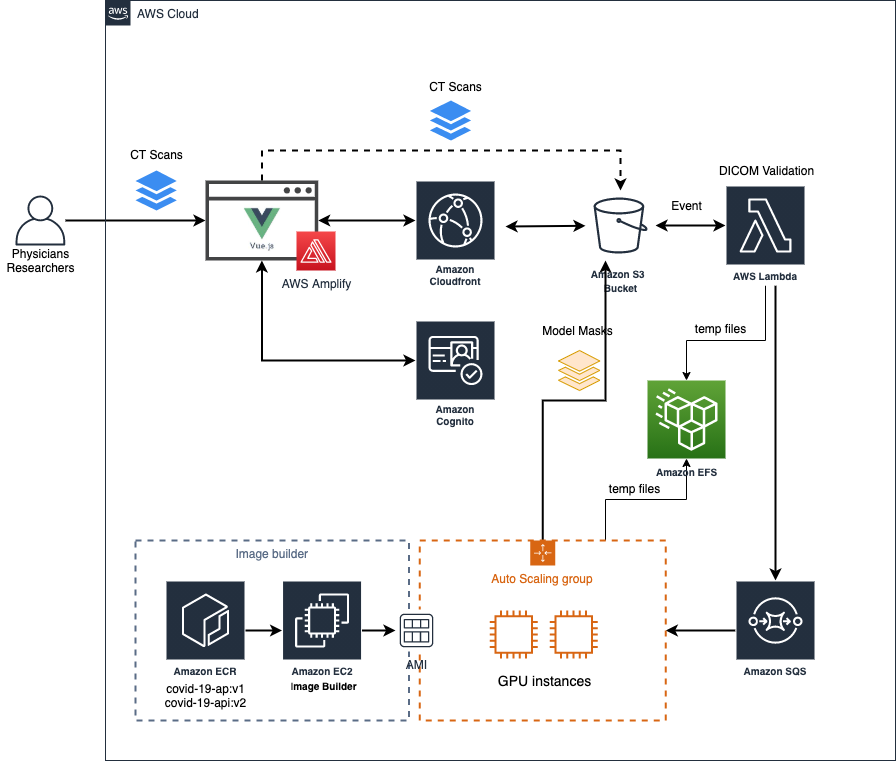 aws
AWS Cloud
CT Scans
CT Scans
DICOM Validation
Physicians
Researchers
Vue.js
AWS Amplify
Amazon
Cloudfront
Amazon S3
Bucket
Event
AWS Lambda
Amazon
Cognito
Model Masks
temp files
Amazon EFS
temp files
Image builder
Auto Scaling group
Amazon ECR
covid-19-ap:v1
covid-19-api:v2
Amazon EC2
Image Builder
AMI
GPU instances
Amazon SQS